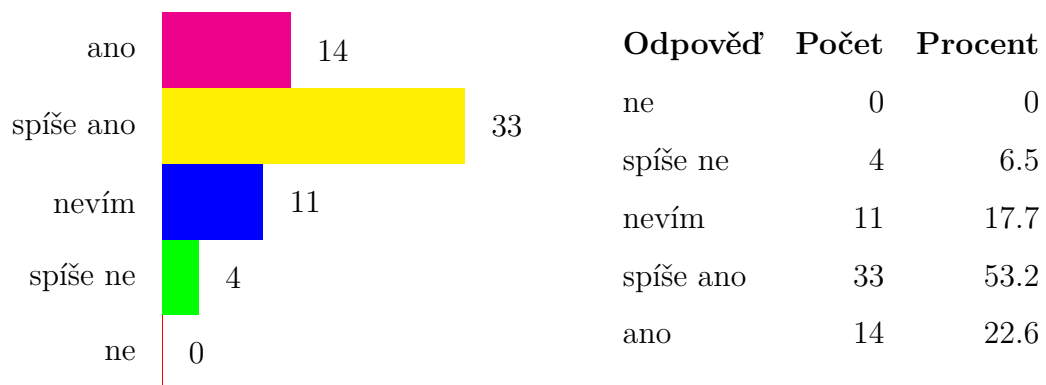 ano 14
spíše ano 33
nevím 11
spíše ne 4
ne 0
Odpověď Počet Procent
ne 0 0
spíše ne 4 6.5
nevím 11 17.7
spíše ano 33 53.2
ano 14 22.6